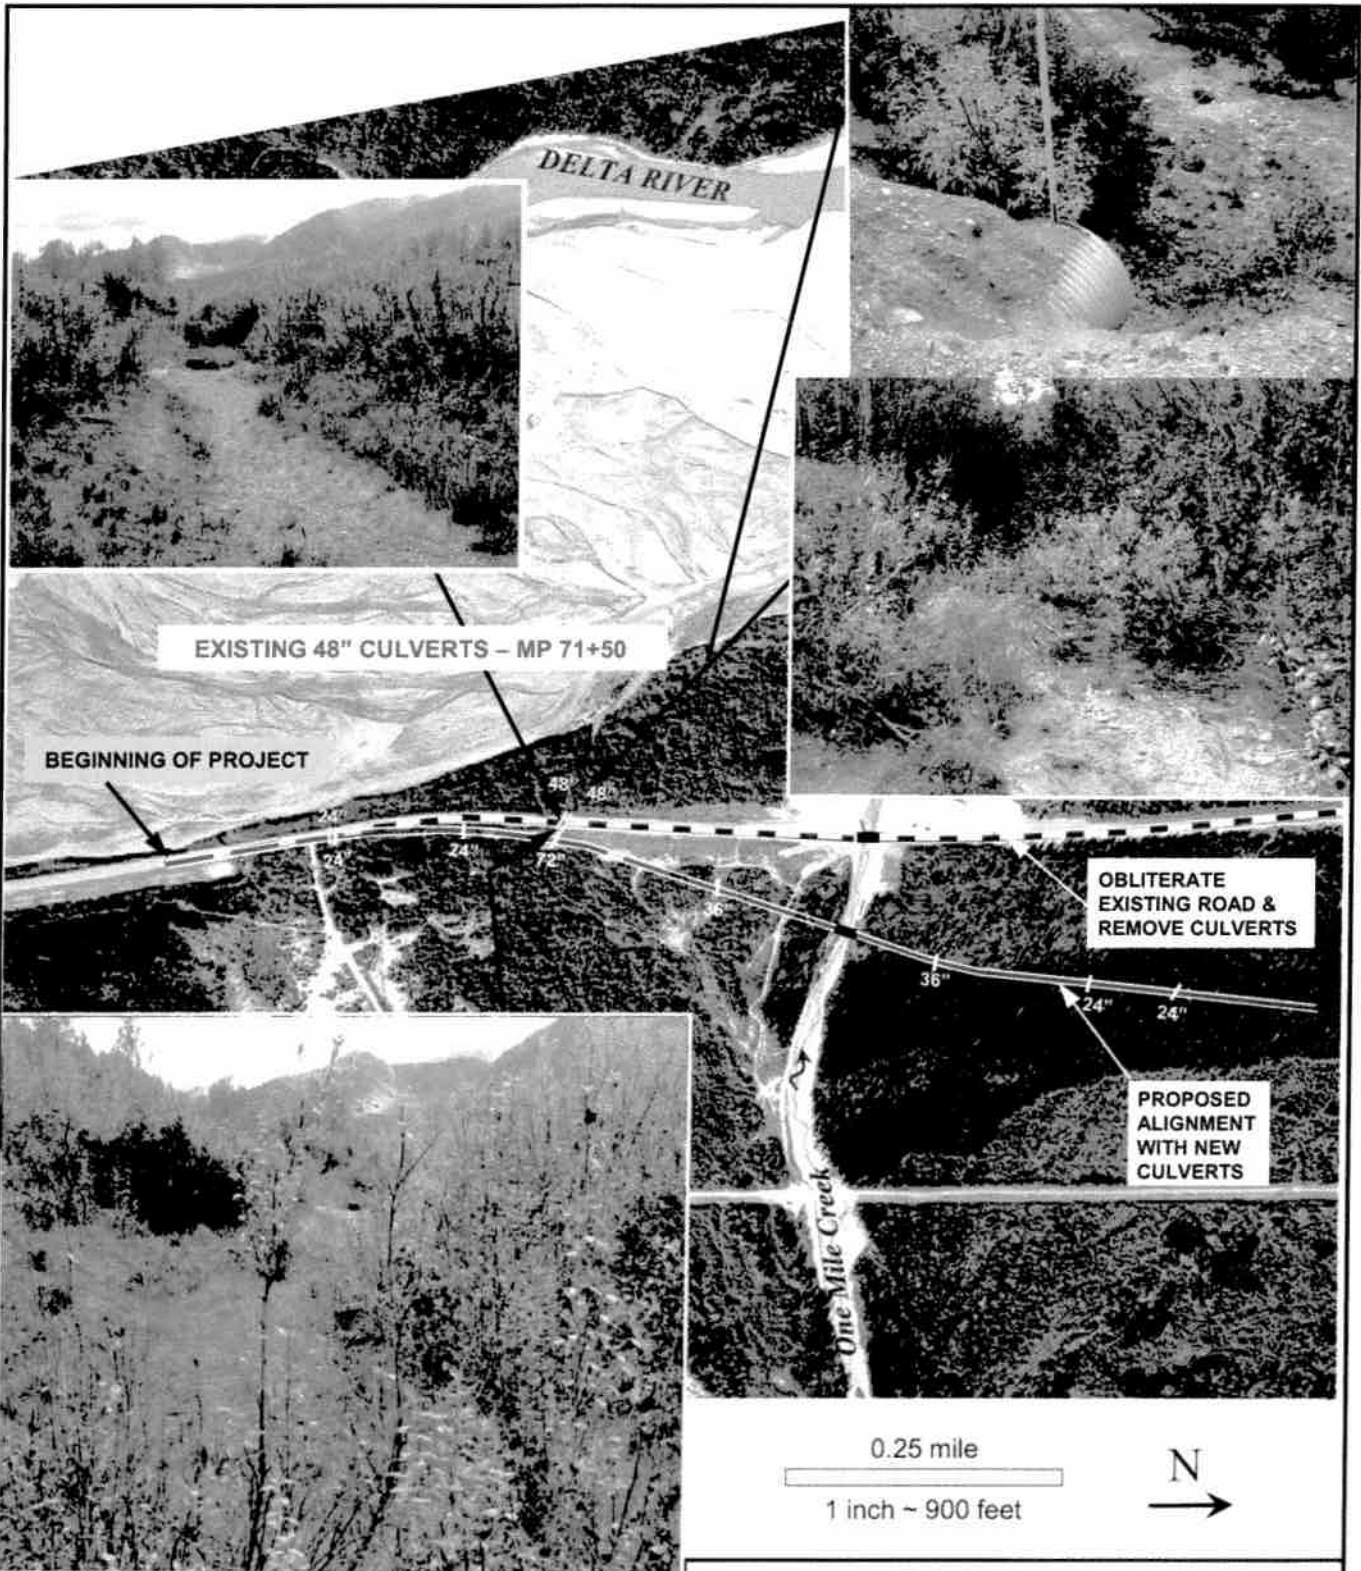 DELTA RIVER
EXISTING 48" CULVERTS – MP 71+50
BEGINNING OF PROJECT
48" 48"
24"
24"
24"
72"
36"
OBLITERATE
EXISTING ROAD &
REMOVE CULVERTS
36"
24"
24"
PROPOSED
ALIGNMENT
WITH NEW
CULVERTS
One Mile Creek
0.25 mile
1 inch ~ 900 feet
N